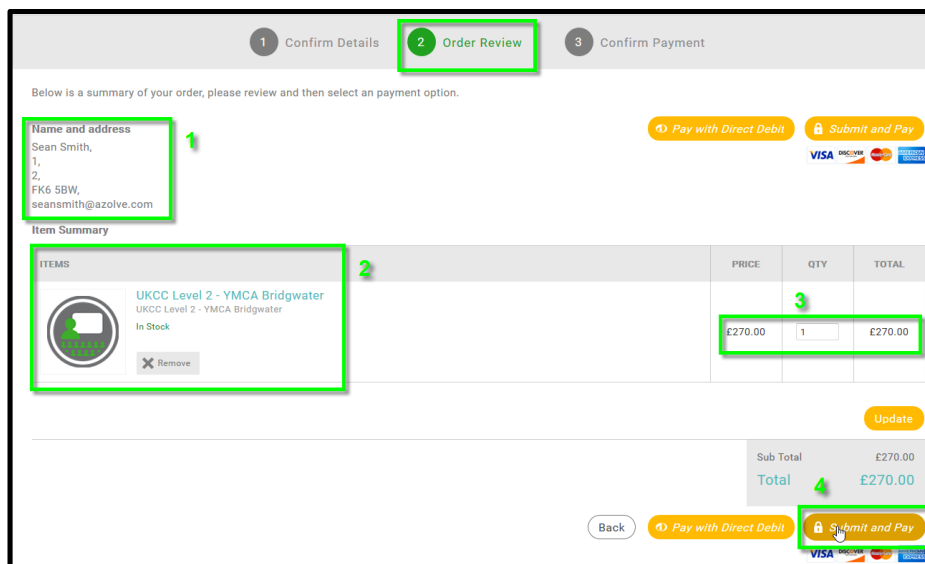 1 Confirm Details 2 Order Review 3 Confirm Payment
Below is a summary of your order, please review and then select an payment option.
Name and address
1
Sean Smith,
1,
2,
FK6 5BW,
seansmith@azolve.com
Pay with Direct Debit Submit and Pay
VISA DISCOVER MasterCard AMERICAN EXPRESS
Item Summary
ITEMS 2 PRICE QTY TOTAL
UKCC Level 2 - YMCA Bridgwater
UKCC Level 2 - YMCA Bridgwater
In Stock
3
£270.00 1 £270.00
Remove
Update
Sub Total £270.00
Total £270.00
4
Back Pay with Direct Debit Submit and Pay
VISA DISCOVER